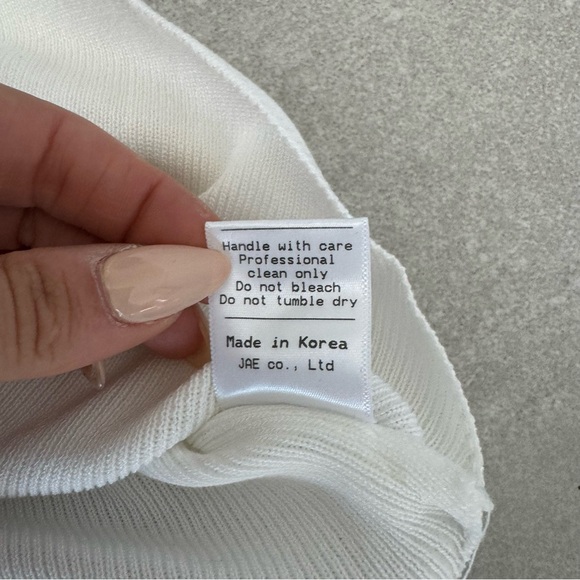 Handle with care
Professional
clean only
Do not bleach
Do not tumble dry
Made in Korea
JAE co., Ltd